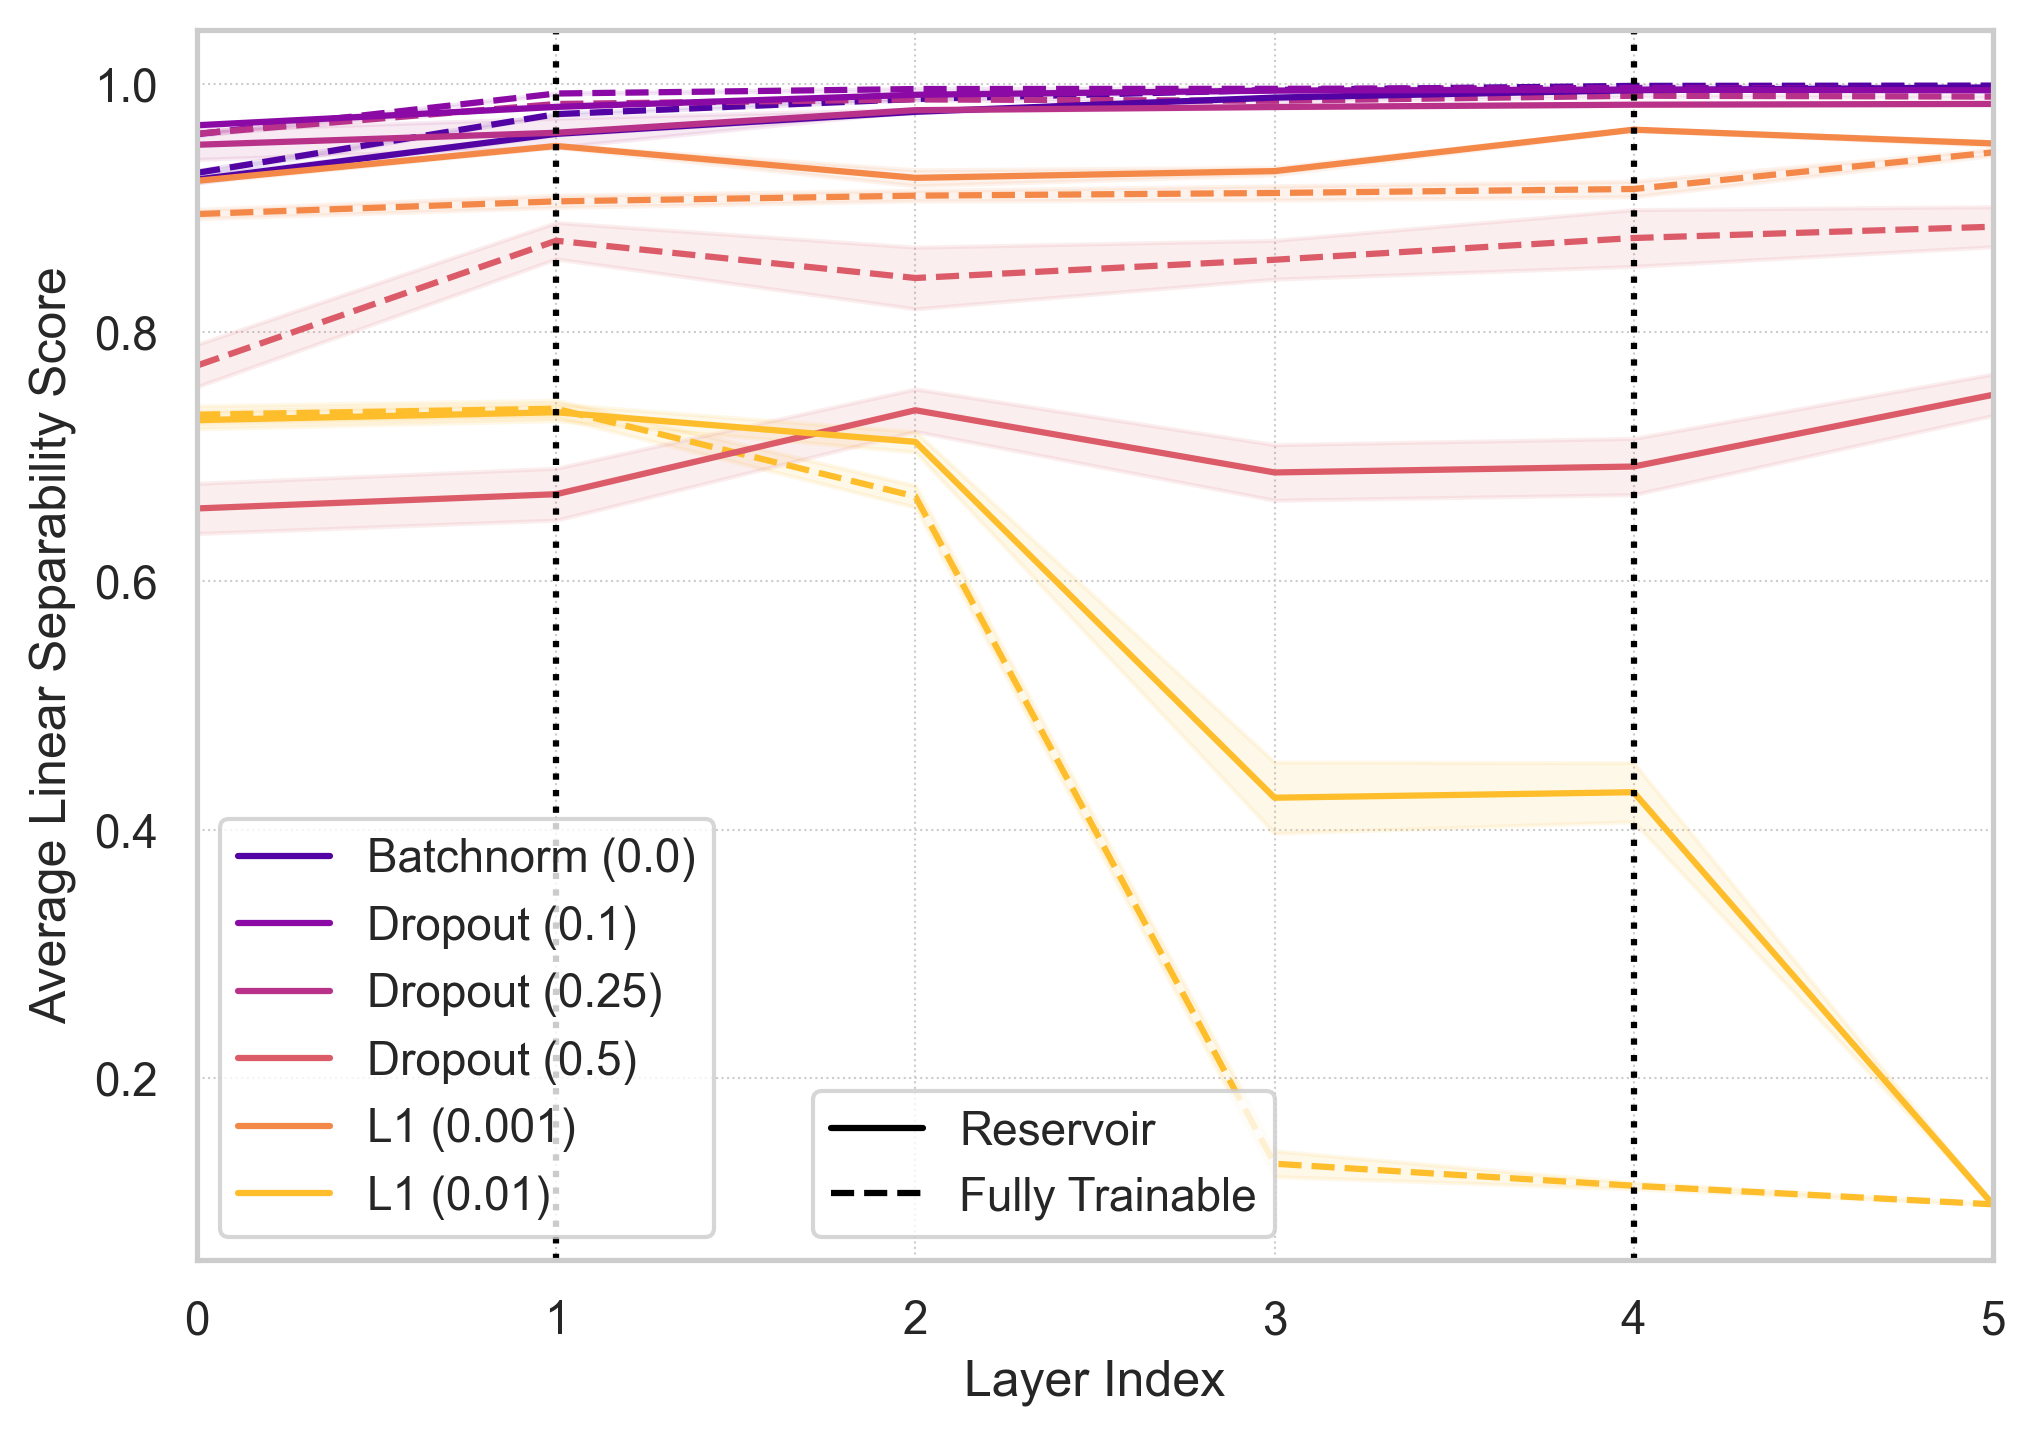 1.0
0.8
0.6
0.4
0.2
Average Linear Separability Score
Batchnorm (0.0)
Dropout (0.1)
Dropout (0.25)
Dropout (0.5)
L1 (0.001)
L1 (0.01)
Reservoir
Fully Trainable
0 1 2 3 4 5
Layer Index